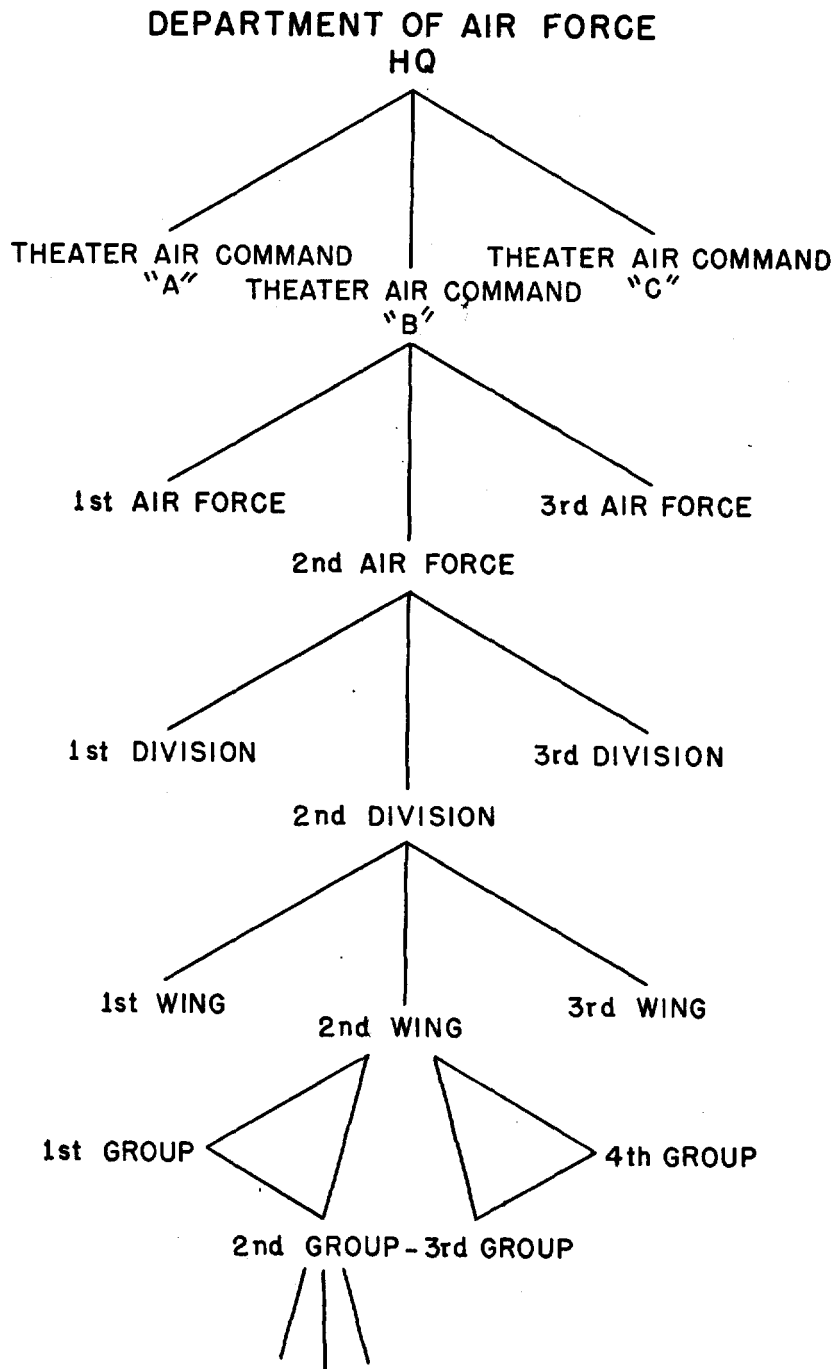 DEPARTMENT OF AIR FORCE
HQ
THEATER AIR COMMAND
"A"
THEATER AIR COMMAND
"B"
THEATER AIR COMMAND
"C"
1st AIR FORCE
3rd AIR FORCE
2nd AIR FORCE
1st DIVISION
3rd DIVISION
2nd DIVISION
1st WING
3rd WING
2nd WING
1st GROUP
4th GROUP
2nd GROUP - 3rd GROUP